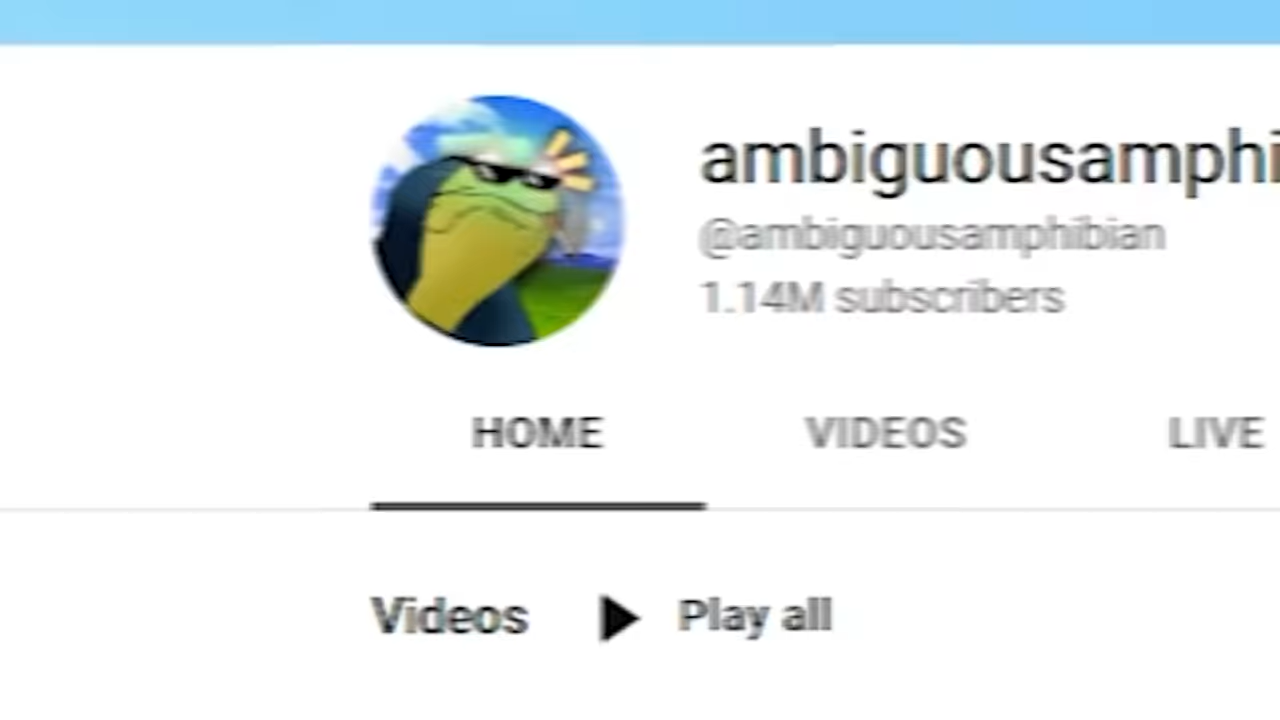 ambiguousamphi
@ambiguousamphibian
1.14M subscribers
HOME VIDEOS LIVE
Videos Play all